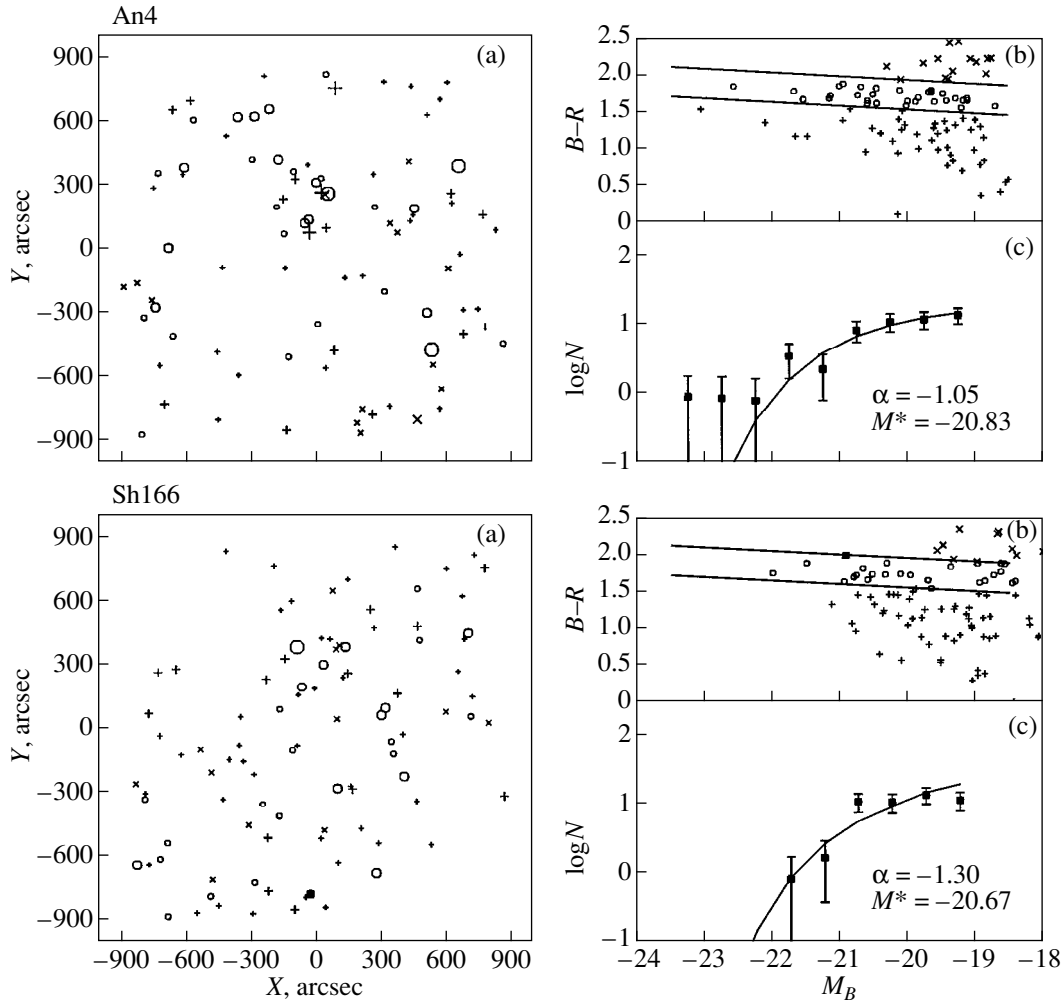 An4
(a)
900
600
300
0
−300
−600
−900
Y, arcsec
(b)
2.5
2.0
1.5
1.0
0.5
0
B–R
(c)
2
1
0
−1
logN
α = −1.05
M* = −20.83
Sh166
(a)
900
600
300
0
−300
−600
−900
Y, arcsec
−900 −600 −300 0 300 600 900
X, arcsec
(b)
2.5
2.0
1.5
1.0
0.5
0
B–R
(c)
2
1
0
−1
logN
α = −1.30
M* = −20.67
−24 −23 −22 −21 −20 −19 −18
M_B